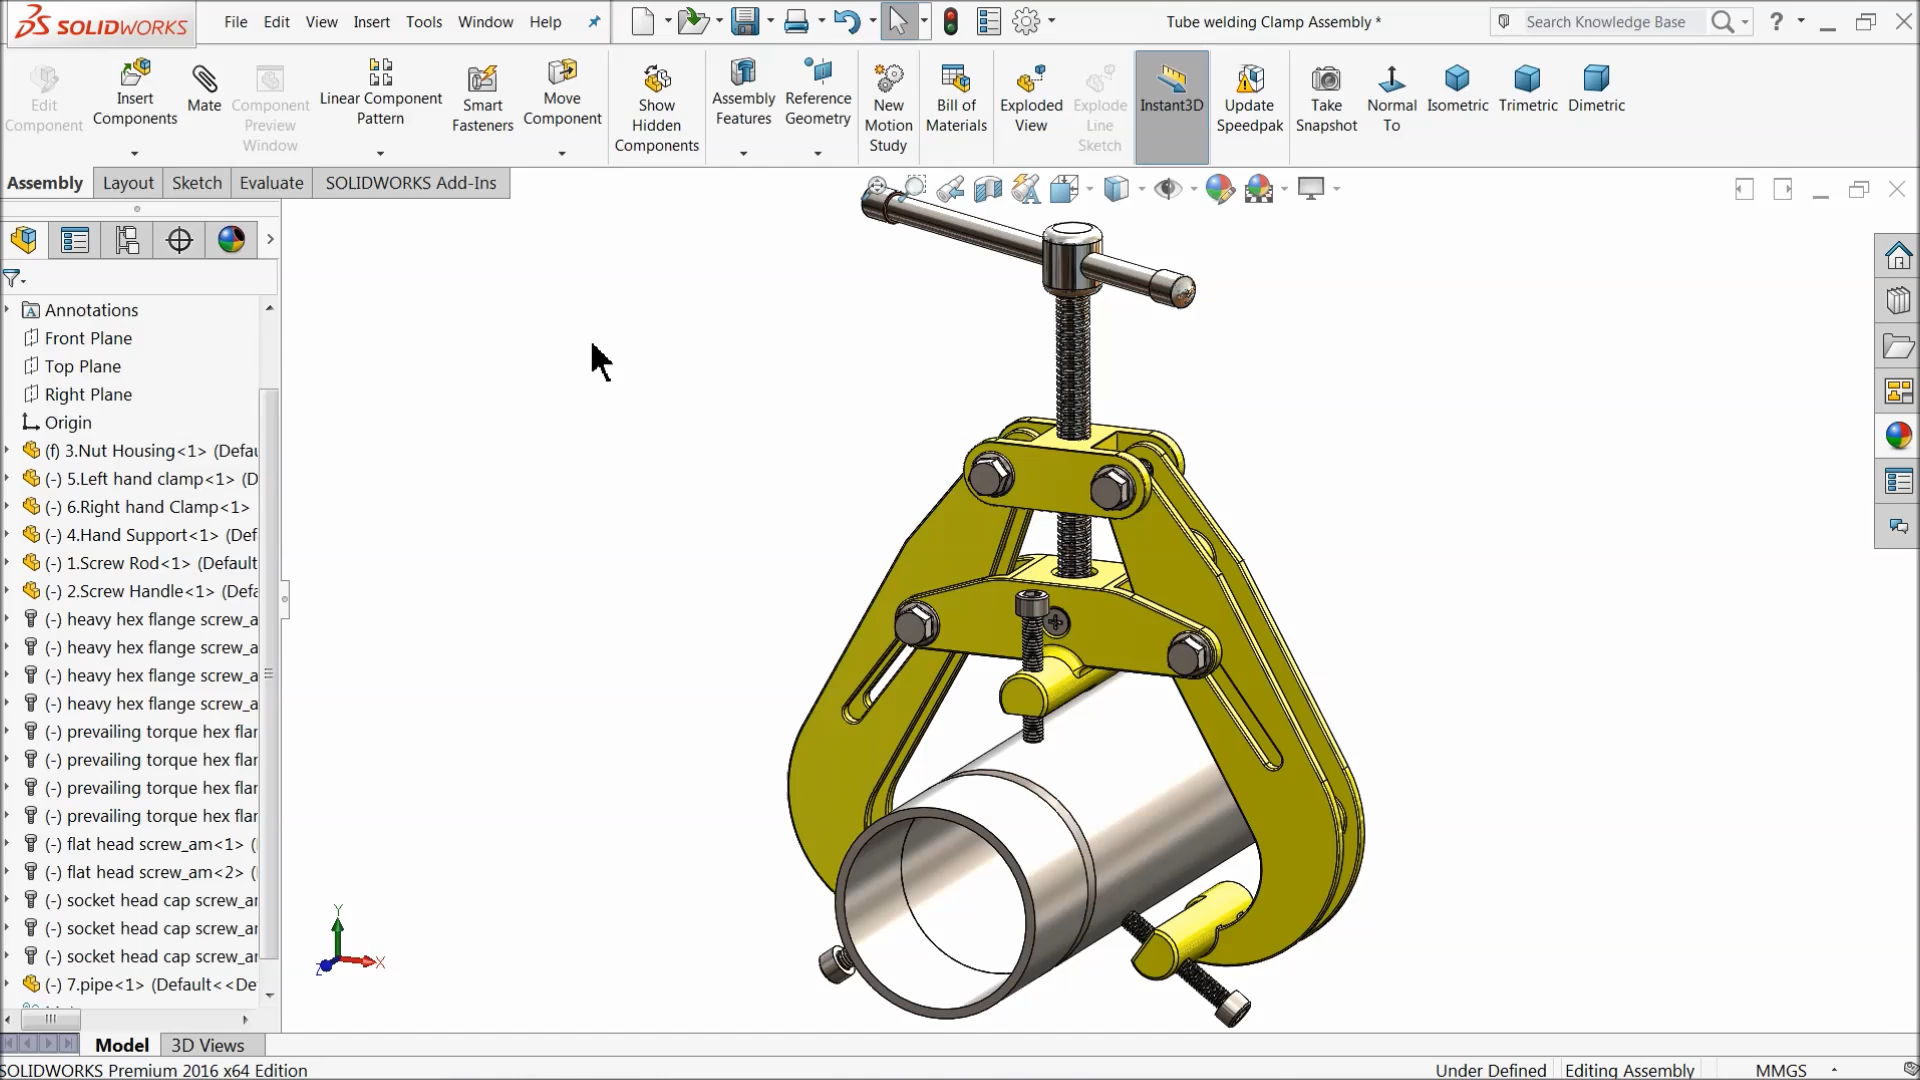 SOLIDWORKS
File Edit View Insert Tools Window Help
Tube welding Clamp Assembly *
Search Knowledge Base
?
Edit Component
Insert Components
Mate
Component Preview Window
Linear Component Pattern
Smart Fasteners
Move Component
Show Hidden Components
Assembly Features
Reference Geometry
New Motion Study
Bill of Materials
Exploded View
Explode Line Sketch
Instant3D
Update Speedpak
Take Snapshot
Normal To
Isometric
Trimetric
Dimetric
Assembly Layout Sketch Evaluate SOLIDWORKS Add-Ins
Annotations
Front Plane
Top Plane
Right Plane
Origin
(f) 3.Nut Housing<1> (Defau
(-) 5.Left hand clamp<1> (D
(-) 6.Right hand Clamp<1>
(-) 4.Hand Support<1> (Def
(-) 1.Screw Rod<1> (Default
(-) 2.Screw Handle<1> (Defa
(-) heavy hex flange screw_a
(-) heavy hex flange screw_a
(-) heavy hex flange screw_a
(-) heavy hex flange screw_a
(-) prevailing torque hex flar
(-) prevailing torque hex flar
(-) prevailing torque hex flar
(-) prevailing torque hex flar
(-) flat head screw_am<1> (
(-) flat head screw_am<2> (
(-) socket head cap screw_ar
(-) socket head cap screw_ar
(-) socket head cap screw_ar
(-) 7.pipe<1> (Default<<De
Y
X
Z
Model 3D Views
SOLIDWORKS Premium 2016 x64 Edition
Under Defined Editing Assembly MMGS